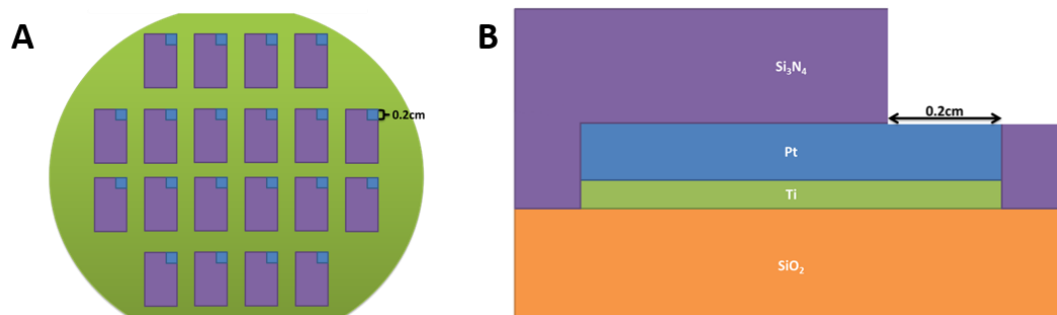 A
0.2cm
B
Si₃N₄
0.2cm
Pt
Ti
SiO₂